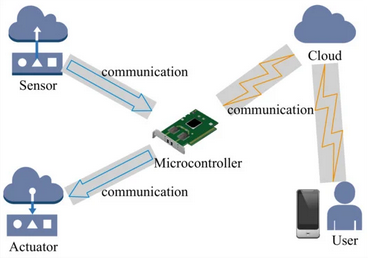 Cloud
communication
Sensor
communication
Microcontroller
communication
Actuator
User